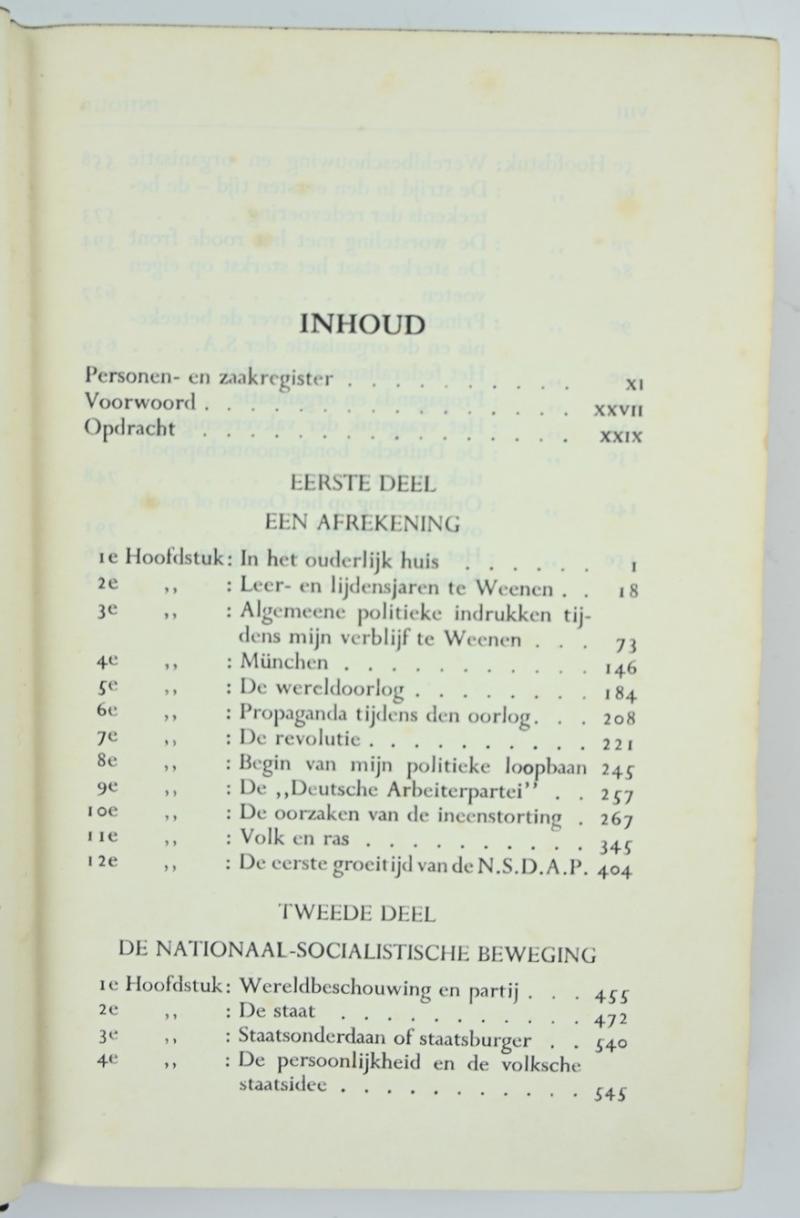 INHOUD
Personen- en zaakregister . . . . . . . . . . XI
Voorwoord . . . . . . . . . . . . . . . . XXVII
Opdracht . . . . . . . . . . . . . . . . XXIX
EERSTE DEEL
EEN AFREKENING
1e Hoofdstuk: In het ouderlijk huis . . . . . . 1
2e ,, : Leer- en lijdensjaren te Weenen . . 18
3e ,, : Algemeene politieke indrukken tij-
dens mijn verblijf te Weenen . . . 73
4e ,, : München . . . . . . . . . . . 146
5e ,, : De wereldoorlog . . . . . . . . 184
6e ,, : Propaganda tijdens den oorlog. . . 208
7e ,, : De revolutie . . . . . . . . . . 221
8e ,, : Begin van mijn politieke loopbaan 245
9e ,, : De ,,Deutsche Arbeiterpartei" . . 257
10e ,, : De oorzaken van de ineenstorting . 267
11e ,, : Volk en ras . . . . . . . . . . 345
12e ,, : De eerste groeitijd van de N.S.D.A.P. 404
TWEEDE DEEL
DE NATIONAAL-SOCIALISTISCHE BEWEGING
1e Hoofdstuk: Wereldbeschouwing en partij . . . 455
2e ,, : De staat . . . . . . . . . . . 472
3e ,, : Staatsonderdaan of staatsburger . . 540
4e ,, : De persoonlijkheid en de volksche
staatsidee . . . . . . . . . . . 545